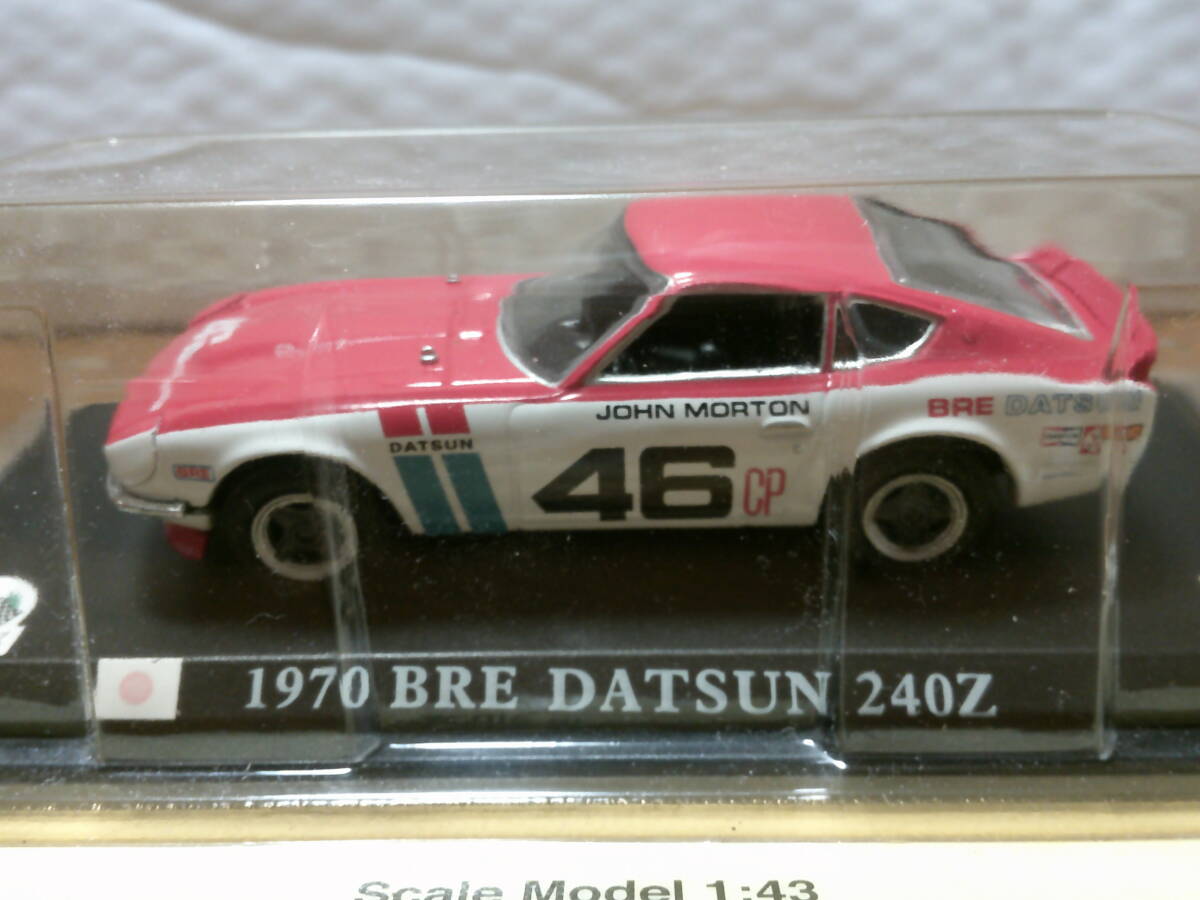 JOHN MORTON
BRE DATSUN
DATSUN
46 CP
1970 BRE DATSUN 240Z
Scale Model 1:43